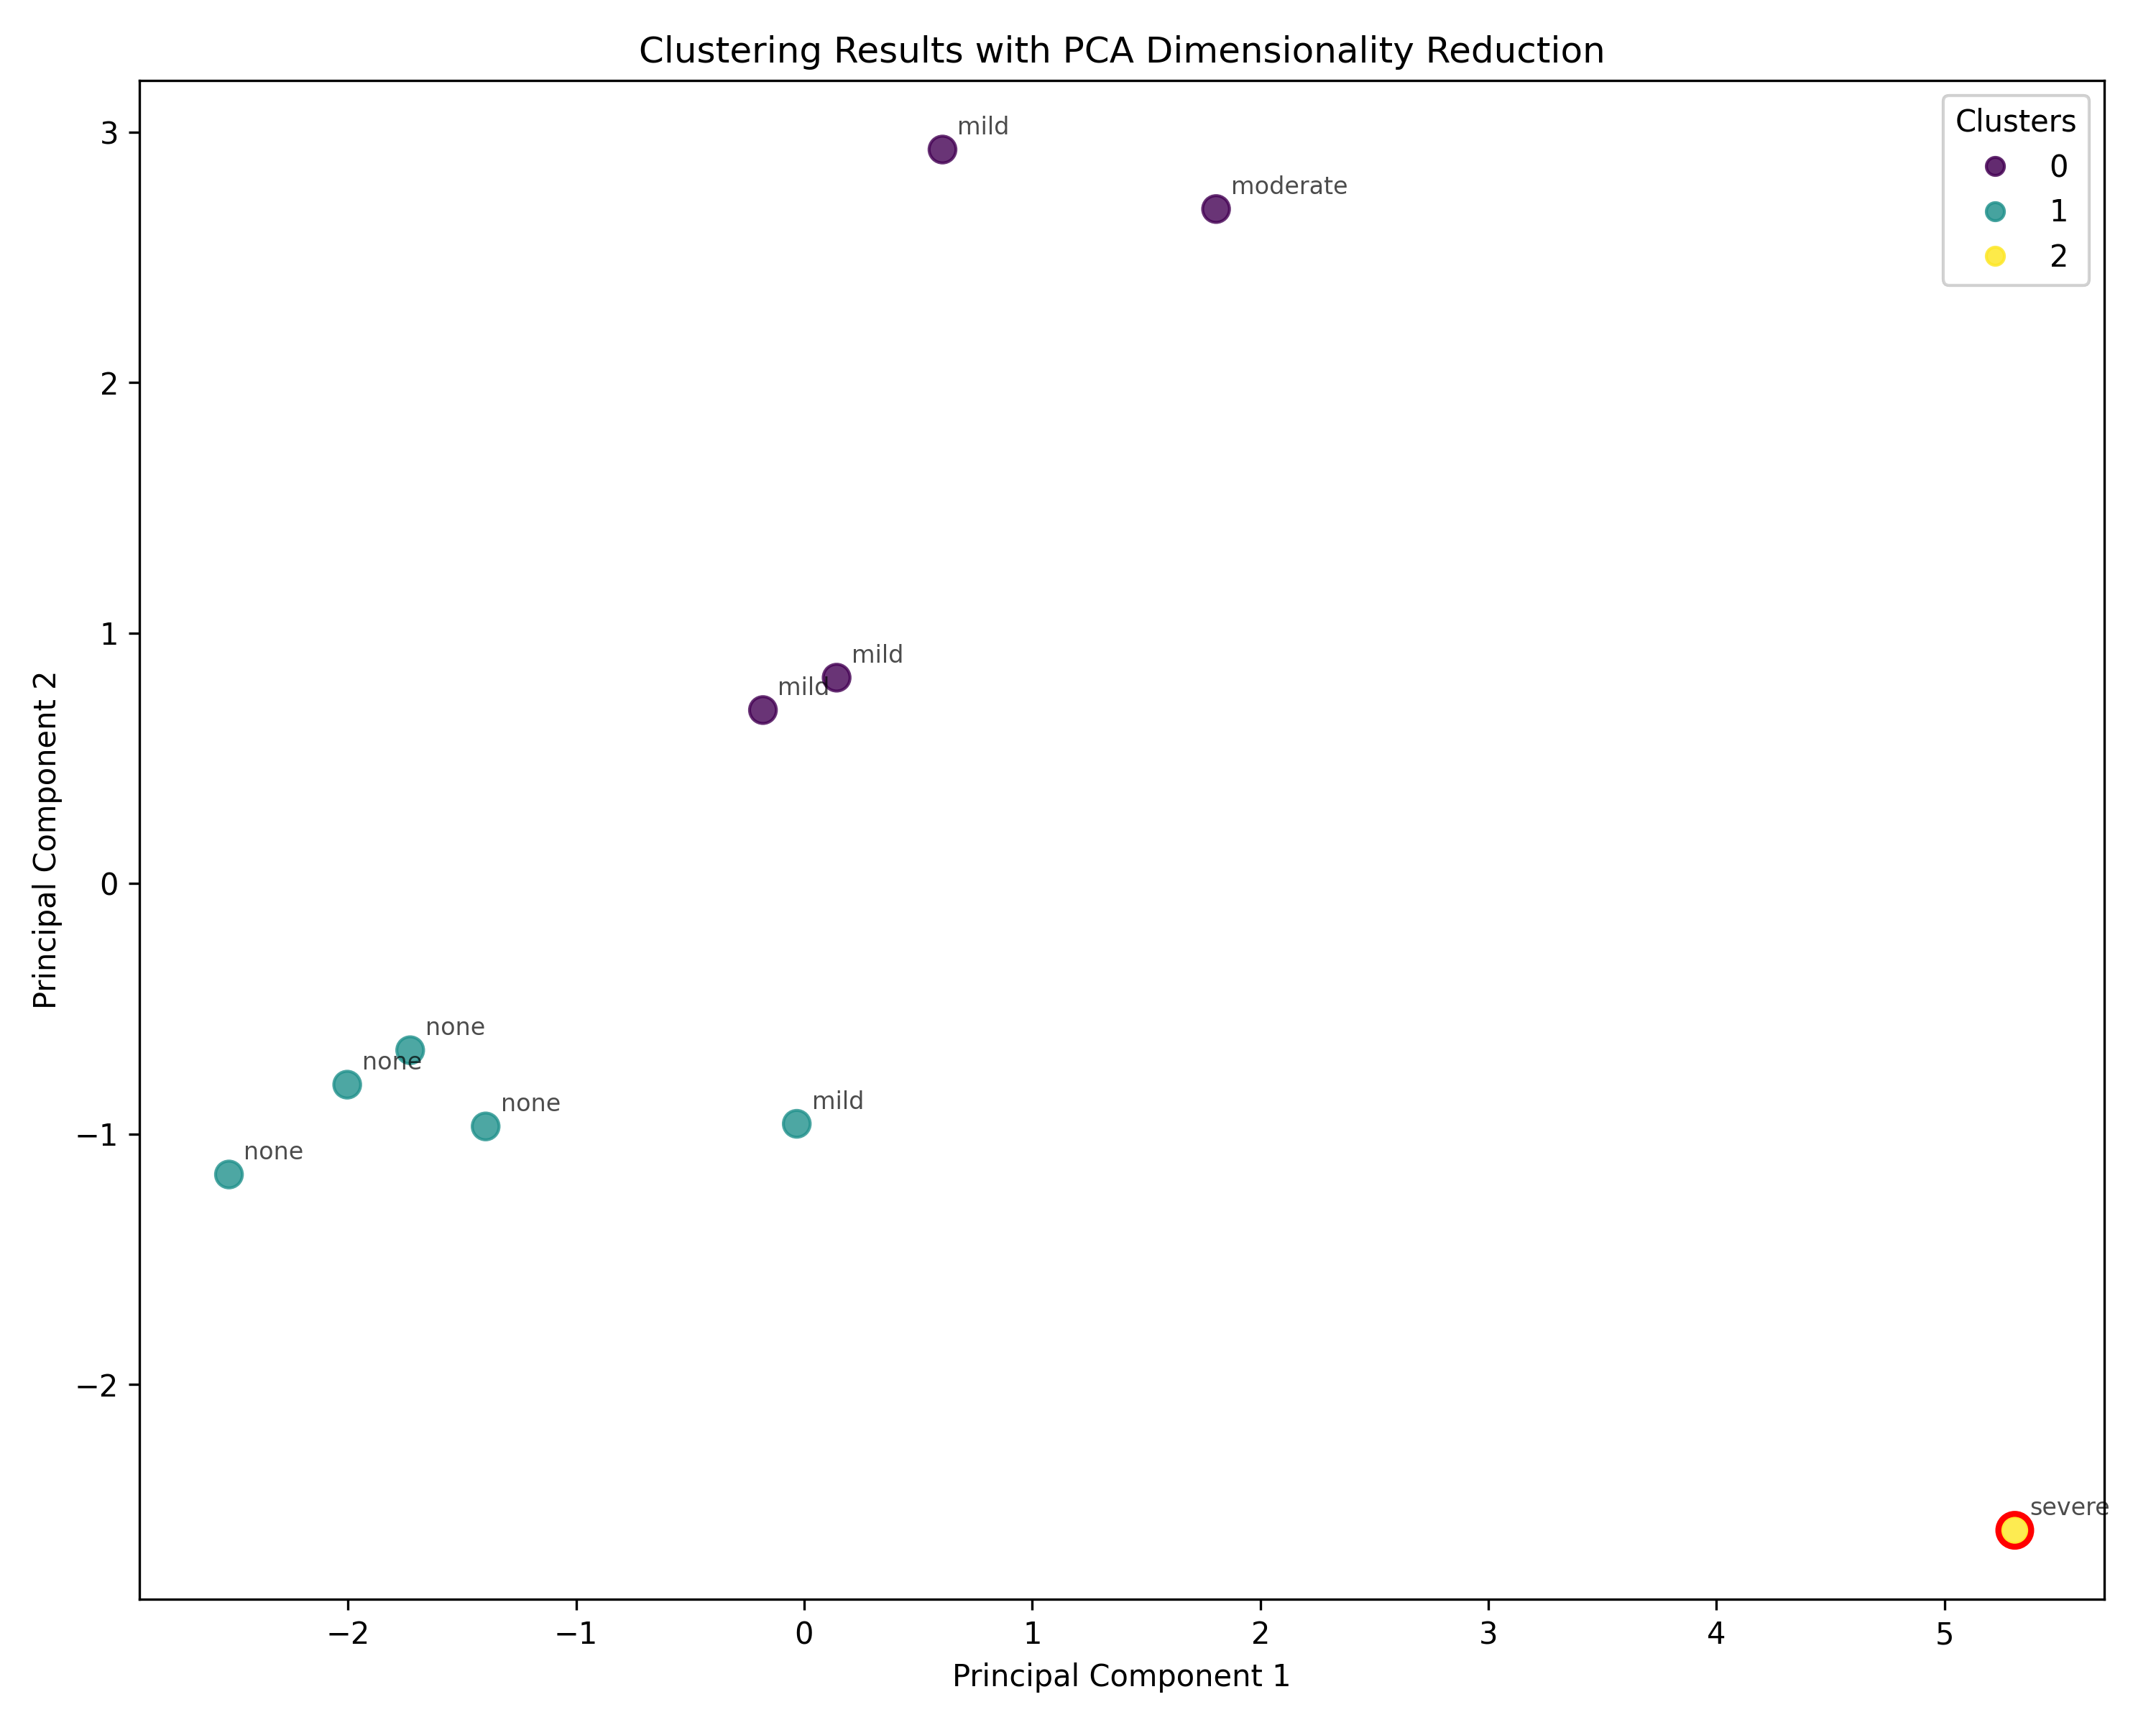 Clustering Results with PCA Dimensionality Reduction
Clusters
0
1
2
mild
moderate
mild
mild
none
none
none
mild
none
severe
3
2
1
0
−1
−2
Principal Component 2
−2
−1
0
1
2
3
4
5
Principal Component 1